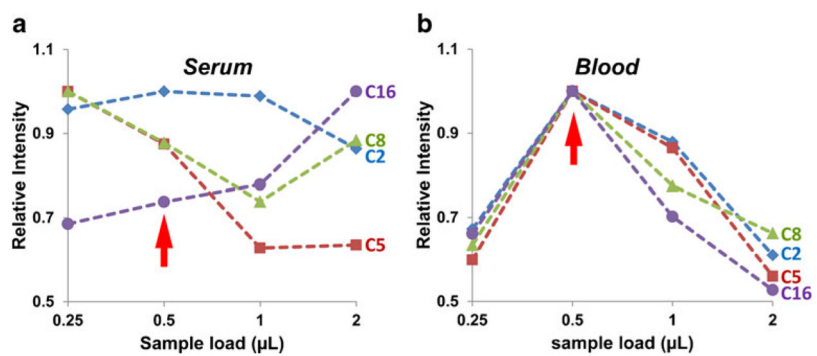 a
Serum
1.1
0.9
0.7
0.5
Relative Intensity
C16
C8
C2
C5
0.25 0.5 1 2
Sample load (µL)
b
Blood
1.1
0.9
0.7
0.5
Relative Intensity
C8
C2
C5
C16
0.25 0.5 1 2
sample load (µL)